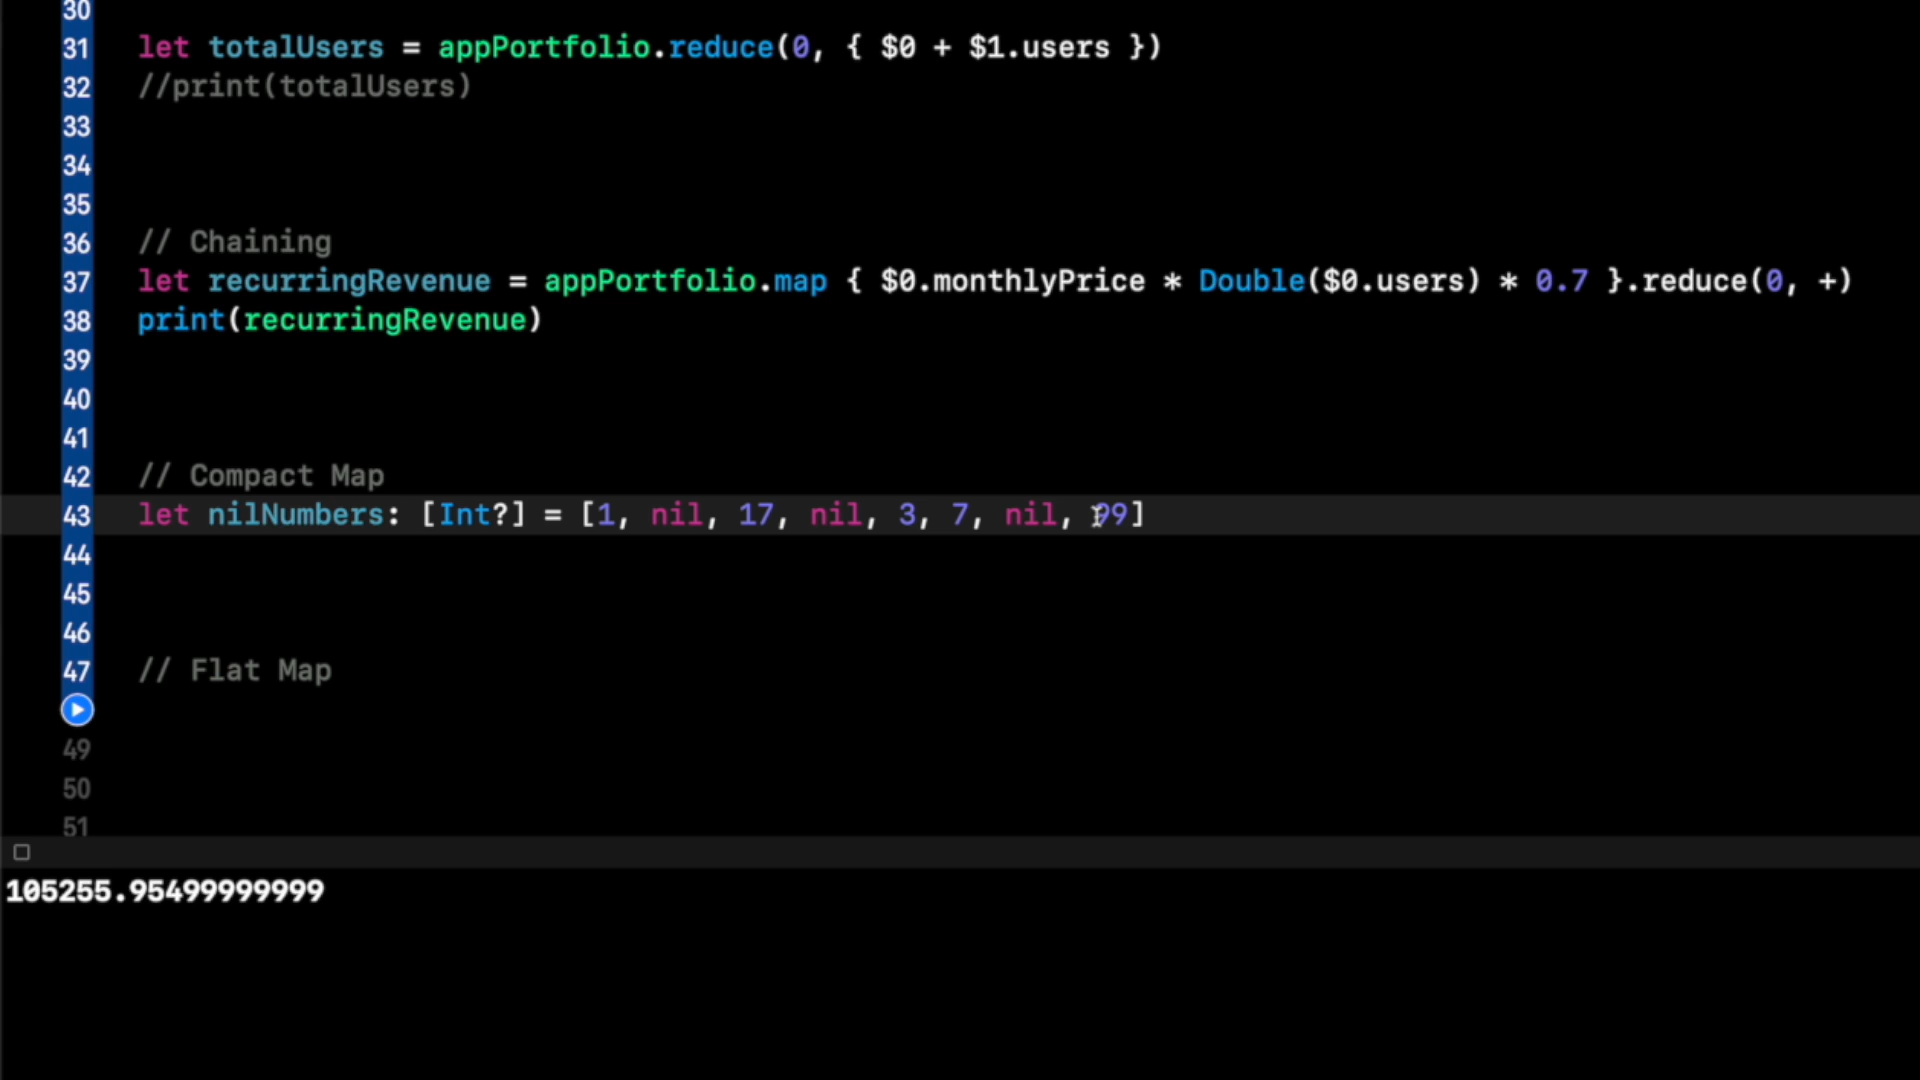 30
31 let totalUsers = appPortfolio.reduce(0, { $0 + $1.users })
32 //print(totalUsers)
33
34
35
36 // Chaining
37 let recurringRevenue = appPortfolio.map { $0.monthlyPrice * Double($0.users) * 0.7 }.reduce(0, +)
38 print(recurringRevenue)
39
40
41
42 // Compact Map
43 let nilNumbers: [Int?] = [1, nil, 17, nil, 3, 7, nil, 99]
44
45
46
47 // Flat Map
49
50
51
105255.95499999999